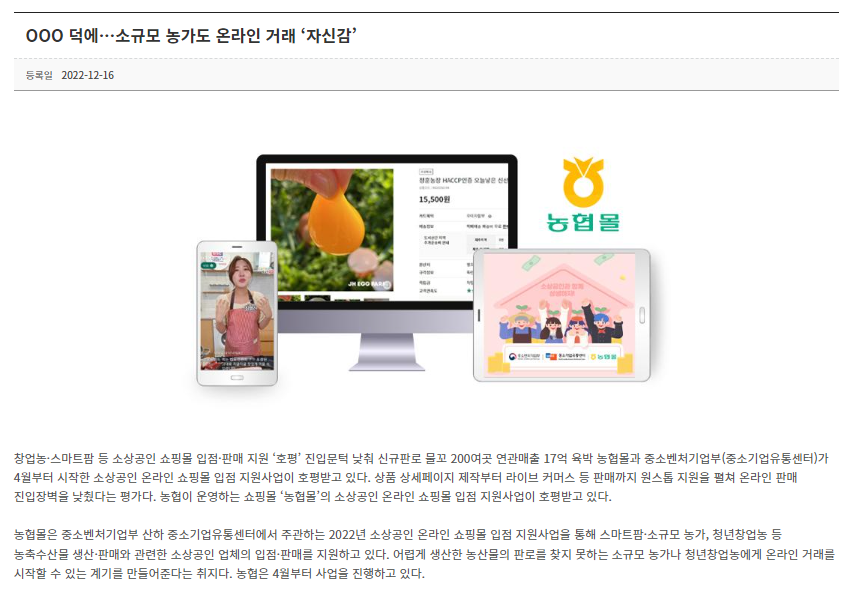 OOO 덕에…소규모 농가도 온라인 거래 ‘자신감’
등록일 2022-12-16
15,500원
JH EGG FARM
농협몰
소상공인과 함께
농협몰
창업농·스마트팜 등 소상공인 쇼핑몰 입점·판매 지원 ‘호평’ 진입문턱 낮춰 신규판로 물꼬 200여곳 연관매출 17억 육박 농협몰과 중소벤처기업부(중소기업유통센터)가
4월부터 시작한 소상공인 온라인 쇼핑몰 입점 지원사업이 호평받고 있다. 상품 상세페이지 제작부터 라이브 커머스 등 판매까지 원스톱 지원을 펼쳐 온라인 판매
진입장벽을 낮췄다는 평가다. 농협이 운영하는 쇼핑몰 ‘농협몰’의 소상공인 온라인 쇼핑몰 입점 지원사업이 호평받고 있다.
농협몰은 중소벤처기업부 산하 중소기업유통센터에서 주관하는 2022년 소상공인 온라인 쇼핑몰 입점 지원사업을 통해 스마트팜·소규모 농가, 청년창업농 등
농축수산물 생산·판매와 관련한 소상공인 업체의 입점·판매를 지원하고 있다. 어렵게 생산한 농산물의 판로를 찾지 못하는 소규모 농가나 청년창업농에게 온라인 거래를
시작할 수 있는 계기를 만들어준다는 취지다. 농협은 4월부터 사업을 진행하고 있다.